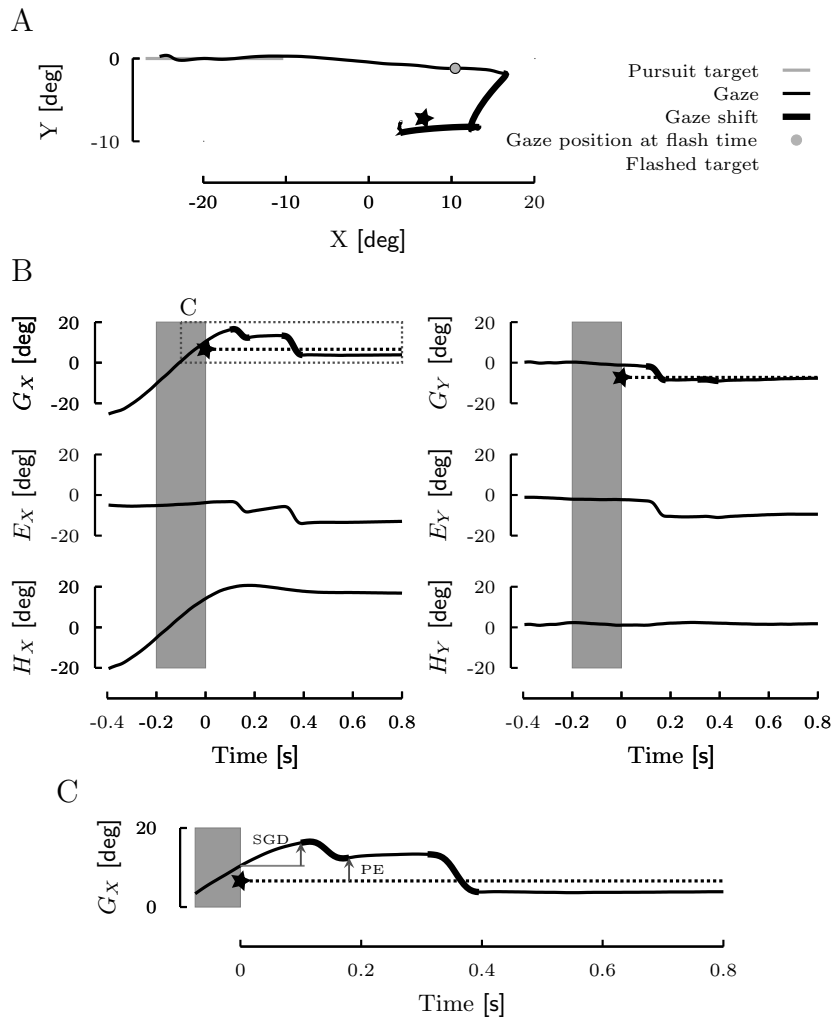 A
Y [deg]
0
-10
-20
-10
0
10
20
X [deg]
Pursuit target
Gaze
Gaze shift
Gaze position at flash time
Flashed target
B
C
G_X [deg]
20
0
-20
G_Y [deg]
20
0
-20
E_X [deg]
20
0
-20
E_Y [deg]
20
0
-20
H_X [deg]
20
0
-20
H_Y [deg]
20
0
-20
-0.4
-0.2
0
0.2
0.4
0.6
0.8
Time [s]
-0.4
-0.2
0
0.2
0.4
0.6
0.8
Time [s]
C
G_X [deg]
20
0
SGD
PE
0
0.2
0.4
0.6
0.8
Time [s]